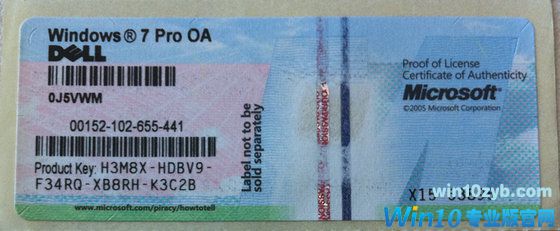 Windows® 7 Pro OA
DELL
0J5VWM
00152-102-655-441
Product Key: H3M8X-HDBV9-
F34RQ-XB8RH-K3C2B
www.microsoft.com/piracy/howtotell
Label not to be
sold separately
Proof of License
Certificate of Authenticity
Microsoft®
©2005 Microsoft Corporation
X15
win10zyb.com
Win10专业版官网